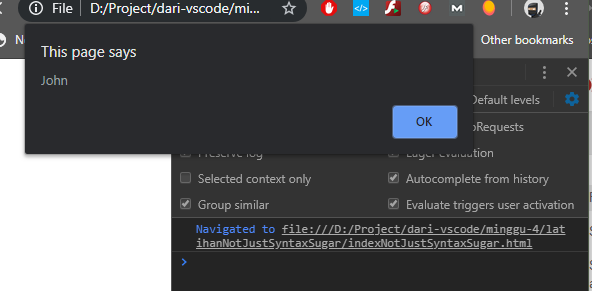 File
D:/Project/dari-vscode/mi...
Other bookmarks
This page says
John
OK
Default levels
Requests
Preserve log
Eager evaluation
Selected context only
Autocomplete from history
Group similar
Evaluate triggers user activation
Navigated to file:///D:/Project/dari-vscode/minggu-4/lat
ihanNotJustSyntaxSugar/indexNotJustSyntaxSugar.html